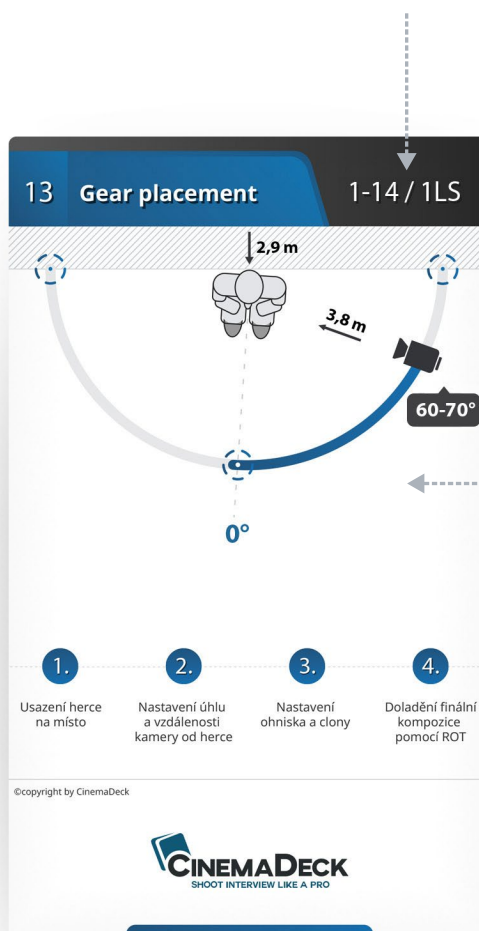 13 Gear placement 1-14 / 1LS
2,9 m
3,8 m
60-70°
0°
1. 2. 3. 4.
Usazení herce
na místo
Nastavení úhlu
a vzdálenosti
kamery od herce
Nastavení
ohniska a clony
Doladění finální
kompozice
pomocí ROT
©copyright by CinemaDeck
CINEMADECK
SHOOT INTERVIEW LIKE A PRO